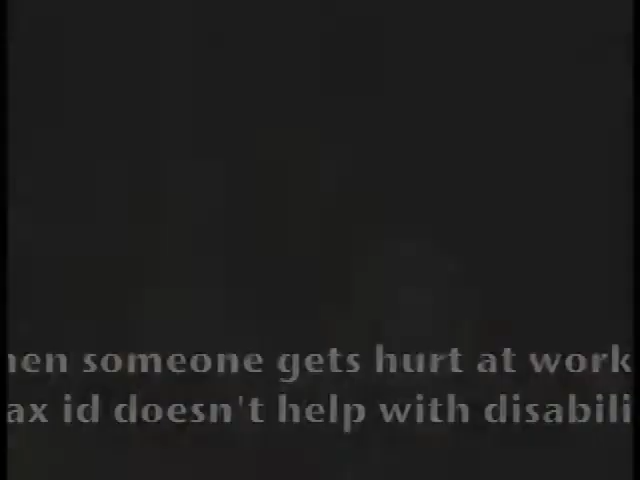 hen someone gets hurt at work
ax id doesn't help with disabili